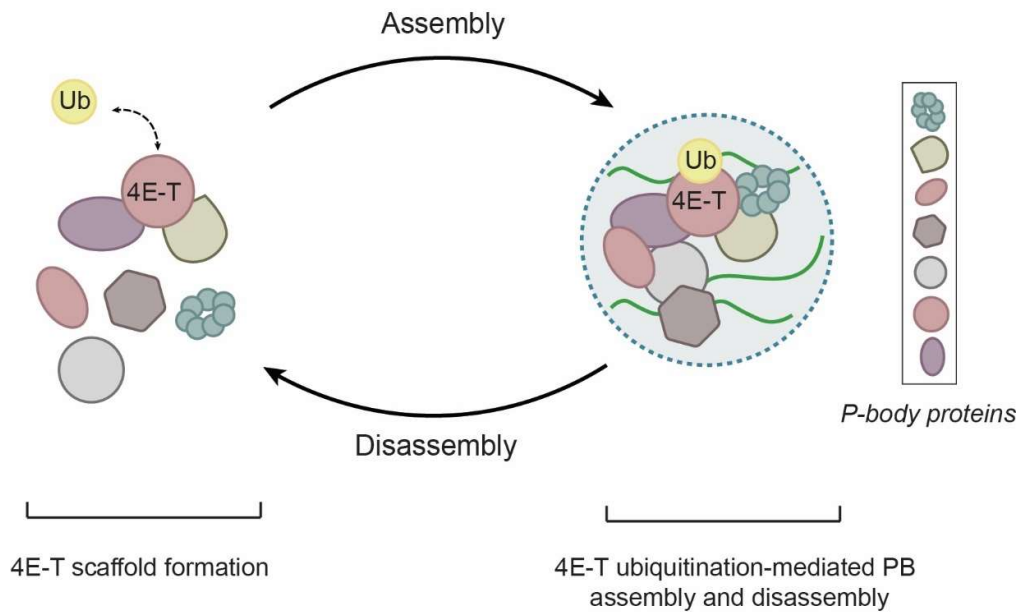 Assembly
Ub
4E-T
Ub
4E-T
P-body proteins
Disassembly
4E-T scaffold formation
4E-T ubiquitination-mediated PB
assembly and disassembly